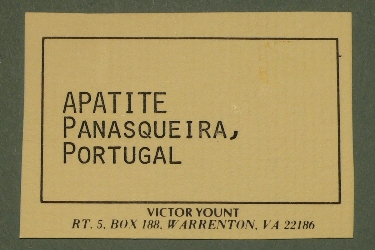 APATITE
PANASQUEIRA,
PORTUGAL
VICTOR YOUNT
RT. 5, BOX 188, WARRENTON, VA 22186